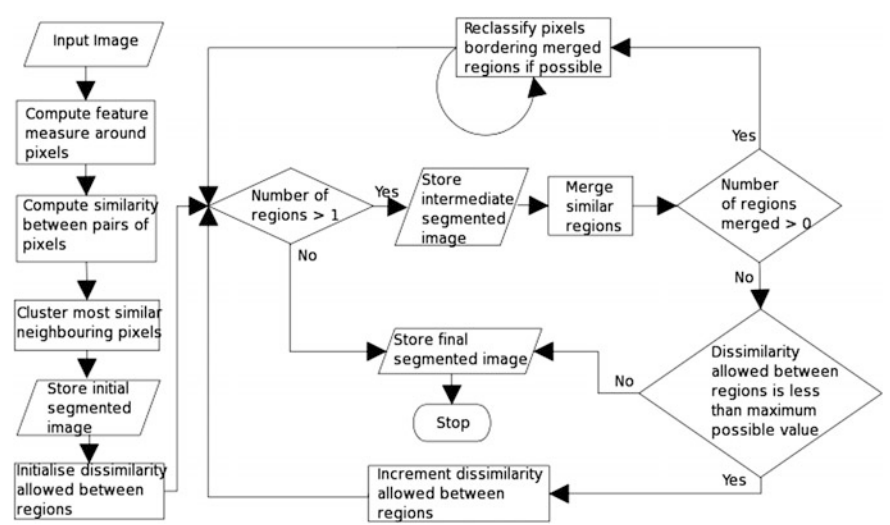 Input Image
Compute feature
measure around
pixels
Compute similarity
between pairs of
pixels
Cluster most similar
neighbouring pixels
Store initial
segmented
image
Initialise dissimilarity
allowed between
regions
Number of
regions > 1
Yes
No
Store
intermediate
segmented
image
Merge
similar
regions
Number
of regions
merged > 0
Yes
No
Reclassify pixels
bordering merged
regions if possible
Dissimilarity
allowed between
regions is less
than maximum
possible value
No
Yes
Store final
segmented image
Stop
Increment dissimilarity
allowed between
regions